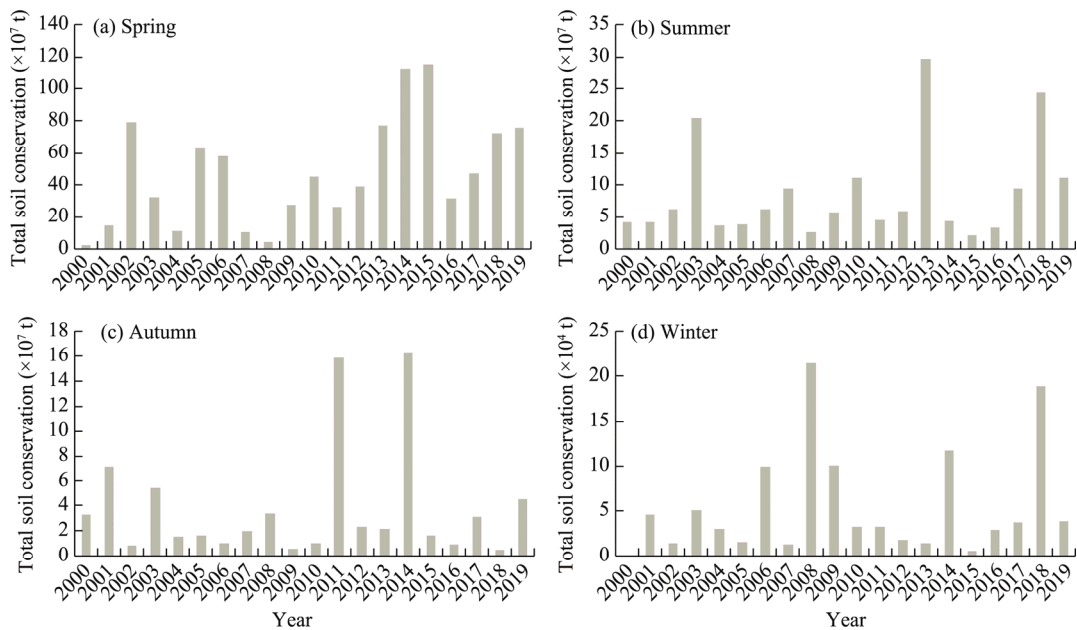 (a) Spring
Total soil conservation (×10⁷ t)
140
120
100
80
60
40
20
0
2000 2001 2002 2003 2004 2005 2006 2007 2008 2009 2010 2011 2012 2013 2014 2015 2016 2017 2018 2019
(b) Summer
Total soil conservation (×10⁷ t)
35
30
25
20
15
10
5
0
2000 2001 2002 2003 2004 2005 2006 2007 2008 2009 2010 2011 2012 2013 2014 2015 2016 2017 2018 2019
(c) Autumn
Total soil conservation (×10⁷ t)
18
16
14
12
10
8
6
4
2
0
2000 2001 2002 2003 2004 2005 2006 2007 2008 2009 2010 2011 2012 2013 2014 2015 2016 2017 2018 2019
Year
(d) Winter
Total soil conservation (×10⁴ t)
25
20
15
10
5
0
2000 2001 2002 2003 2004 2005 2006 2007 2008 2009 2010 2011 2012 2013 2014 2015 2016 2017 2018 2019
Year